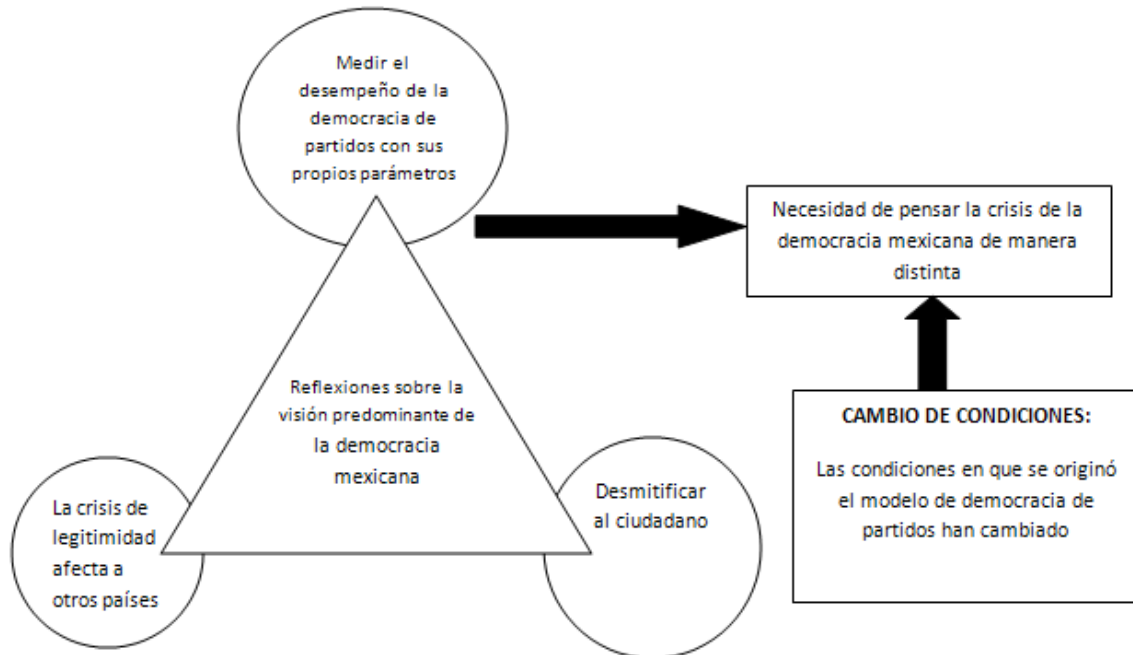 Medir el
desempeño de la
democracia de
partidos con sus
propios parámetros
Necesidad de pensar la crisis de la
democracia mexicana de manera
distinta
Reflexiones sobre la
visión predominante de
la democracia
mexicana
CAMBIO DE CONDICIONES:
Las condiciones en que se originó
el modelo de democracia de
partidos han cambiado
La crisis de
legitimidad
afecta a
otros países
Desmitificar
al ciudadano